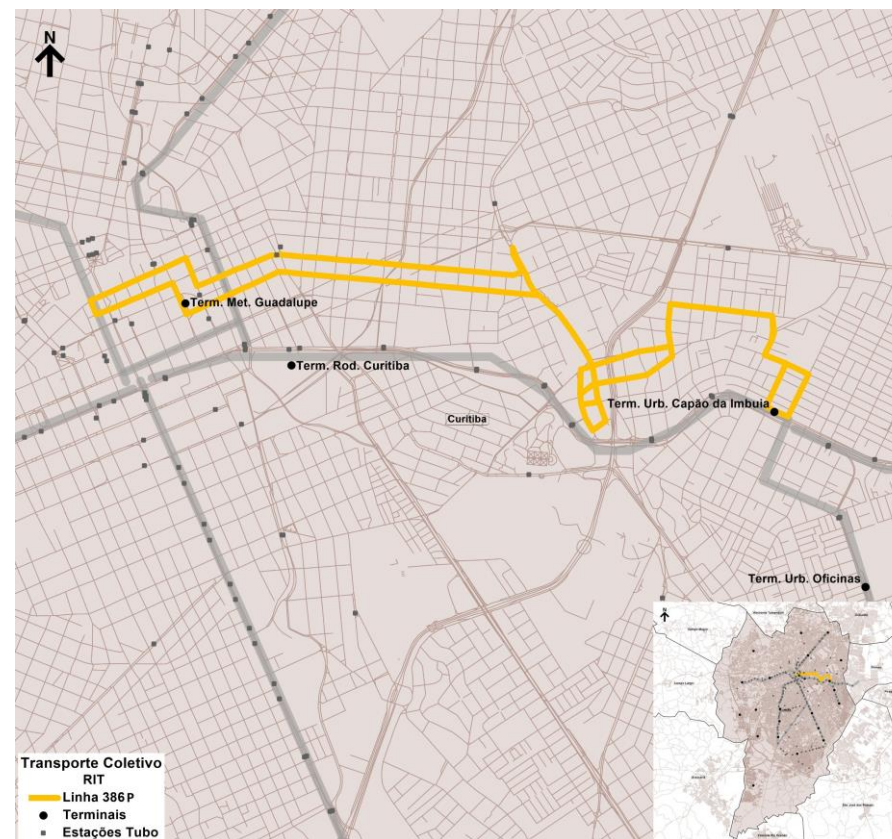 N
Term. Met. Guadalupe
Term. Rod. Curitiba
Term. Urb. Capão da Imbuia
Curitiba
Term. Urb. Oficinas
N
Transporte Coletivo
RIT
Linha 386 P
Terminais
Estações Tubo